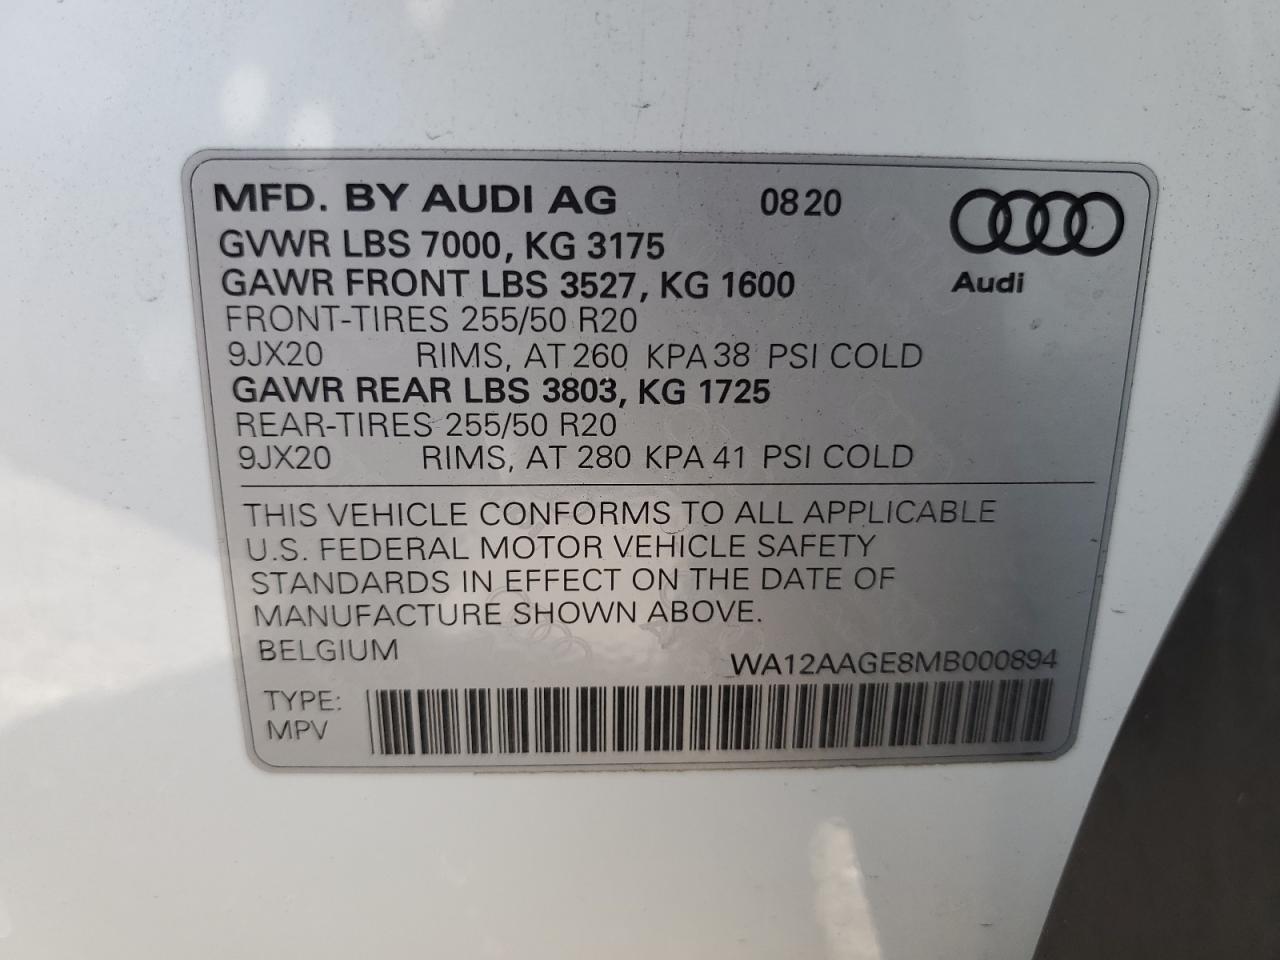 MFD. BY AUDI AG 0820
GVWR LBS 7000, KG 3175
GAWR FRONT LBS 3527, KG 1600
Audi
FRONT-TIRES 255/50 R20
9JX20 RIMS, AT 260 KPA 38 PSI COLD
GAWR REAR LBS 3803, KG 1725
REAR-TIRES 255/50 R20
9JX20 RIMS, AT 280 KPA 41 PSI COLD
THIS VEHICLE CONFORMS TO ALL APPLICABLE
U.S. FEDERAL MOTOR VEHICLE SAFETY
STANDARDS IN EFFECT ON THE DATE OF
MANUFACTURE SHOWN ABOVE.
BELGIUM WA12AAGE8MB000894
TYPE:
MPV